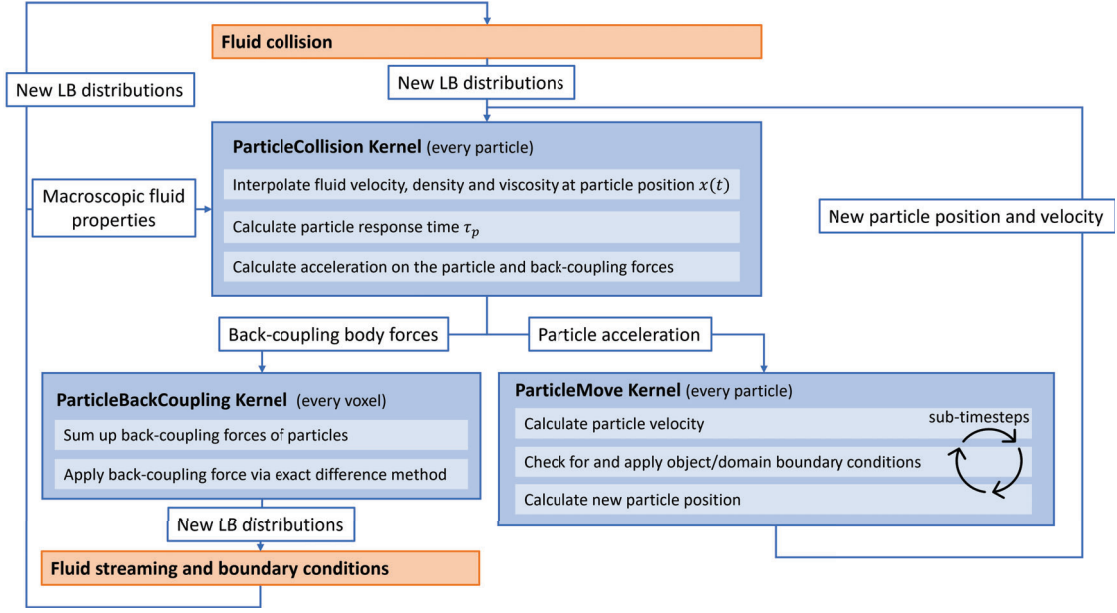 Fluid collision
New LB distributions
New LB distributions
ParticleCollision Kernel (every particle)
Interpolate fluid velocity, density and viscosity at particle position x(t)
Calculate particle response time τp
Calculate acceleration on the particle and back-coupling forces
Macroscopic fluid
properties
New particle position and velocity
Back-coupling body forces
Particle acceleration
ParticleBackCoupling Kernel (every voxel)
Sum up back-coupling forces of particles
Apply back-coupling force via exact difference method
ParticleMove Kernel (every particle)
Calculate particle velocity
sub-timesteps
Check for and apply object/domain boundary conditions
Calculate new particle position
New LB distributions
Fluid streaming and boundary conditions